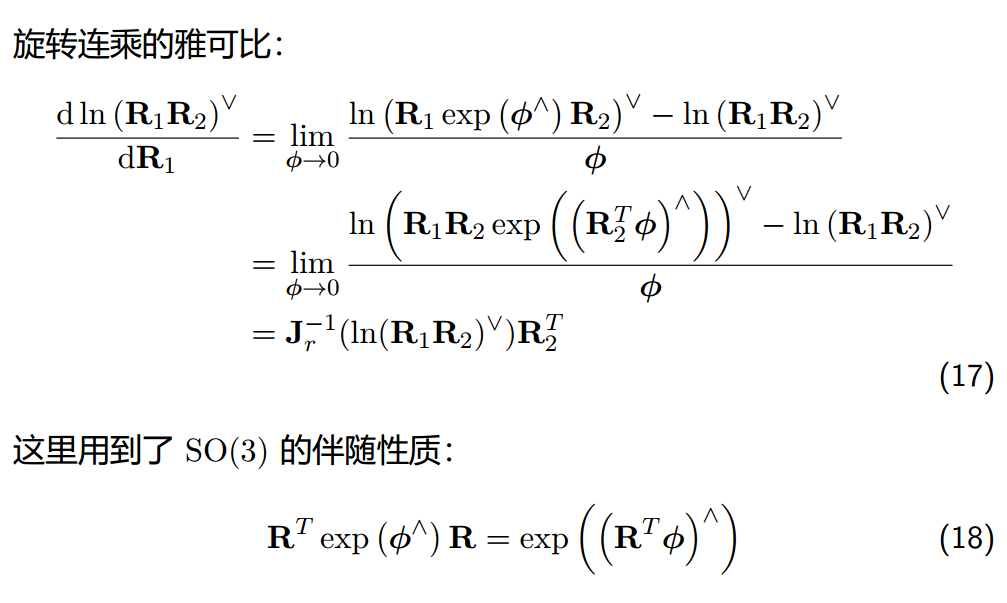 旋转连乘的雅可比：
$$\frac{\mathrm{d}\ln\left(\mathbf{R}_1\mathbf{R}_2\right)^\vee}{\mathrm{d}\mathbf{R}_1} = \lim_{\boldsymbol{\phi}\to 0}\frac{\ln\left(\mathbf{R}_1\exp\left(\boldsymbol{\phi}^\wedge\right)\mathbf{R}_2\right)^\vee - \ln\left(\mathbf{R}_1\mathbf{R}_2\right)^\vee}{\boldsymbol{\phi}}$$
$$= \lim_{\boldsymbol{\phi}\to 0}\frac{\ln\left(\mathbf{R}_1\mathbf{R}_2\exp\left(\left(\mathbf{R}_2^T\boldsymbol{\phi}\right)^\wedge\right)\right)^\vee - \ln\left(\mathbf{R}_1\mathbf{R}_2\right)^\vee}{\boldsymbol{\phi}}$$
$$= \mathbf{J}_r^{-1}(\ln(\mathbf{R}_1\mathbf{R}_2)^\vee)\mathbf{R}_2^T$$
(17)
这里用到了 SO(3) 的伴随性质：
$$\mathbf{R}^T\exp\left(\boldsymbol{\phi}^\wedge\right)\mathbf{R} = \exp\left(\left(\mathbf{R}^T\boldsymbol{\phi}\right)^\wedge\right)$$ (18)